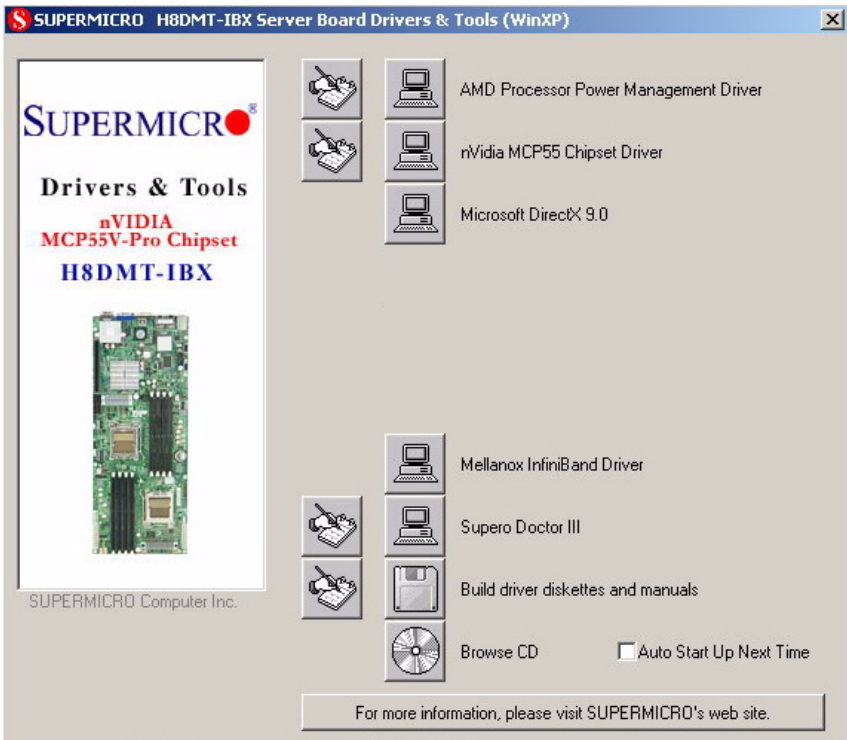 SUPERMICRO H8DMT-IBX Server Board Drivers & Tools (WinXP)
SUPERMICRO®
Drivers & Tools
nVIDIA
MCP55V-Pro Chipset
H8DMT-IBX
SUPERMICRO Computer Inc.
AMD Processor Power Management Driver
nVidia MCP55 Chipset Driver
Microsoft DirectX 9.0
Mellanox InfiniBand Driver
Supero Doctor III
Build driver diskettes and manuals
Browse CD
Auto Start Up Next Time
For more information, please visit SUPERMICRO's web site.